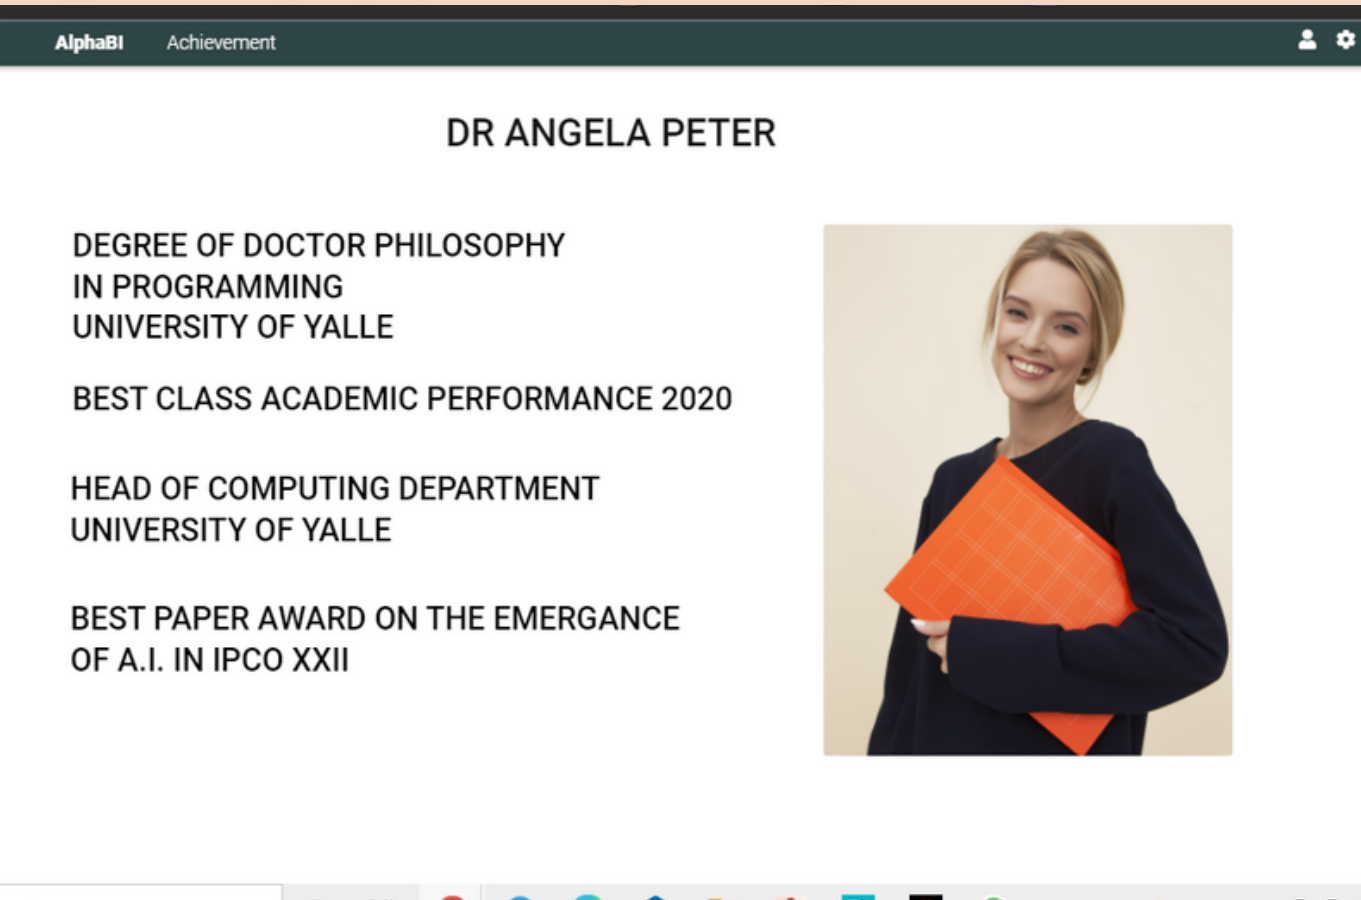 AlphaBI Achievement
DR ANGELA PETER
DEGREE OF DOCTOR PHILOSOPHY
IN PROGRAMMING
UNIVERSITY OF YALLE
BEST CLASS ACADEMIC PERFORMANCE 2020
HEAD OF COMPUTING DEPARTMENT
UNIVERSITY OF YALLE
BEST PAPER AWARD ON THE EMERGANCE
OF A.I. IN IPCO XXII